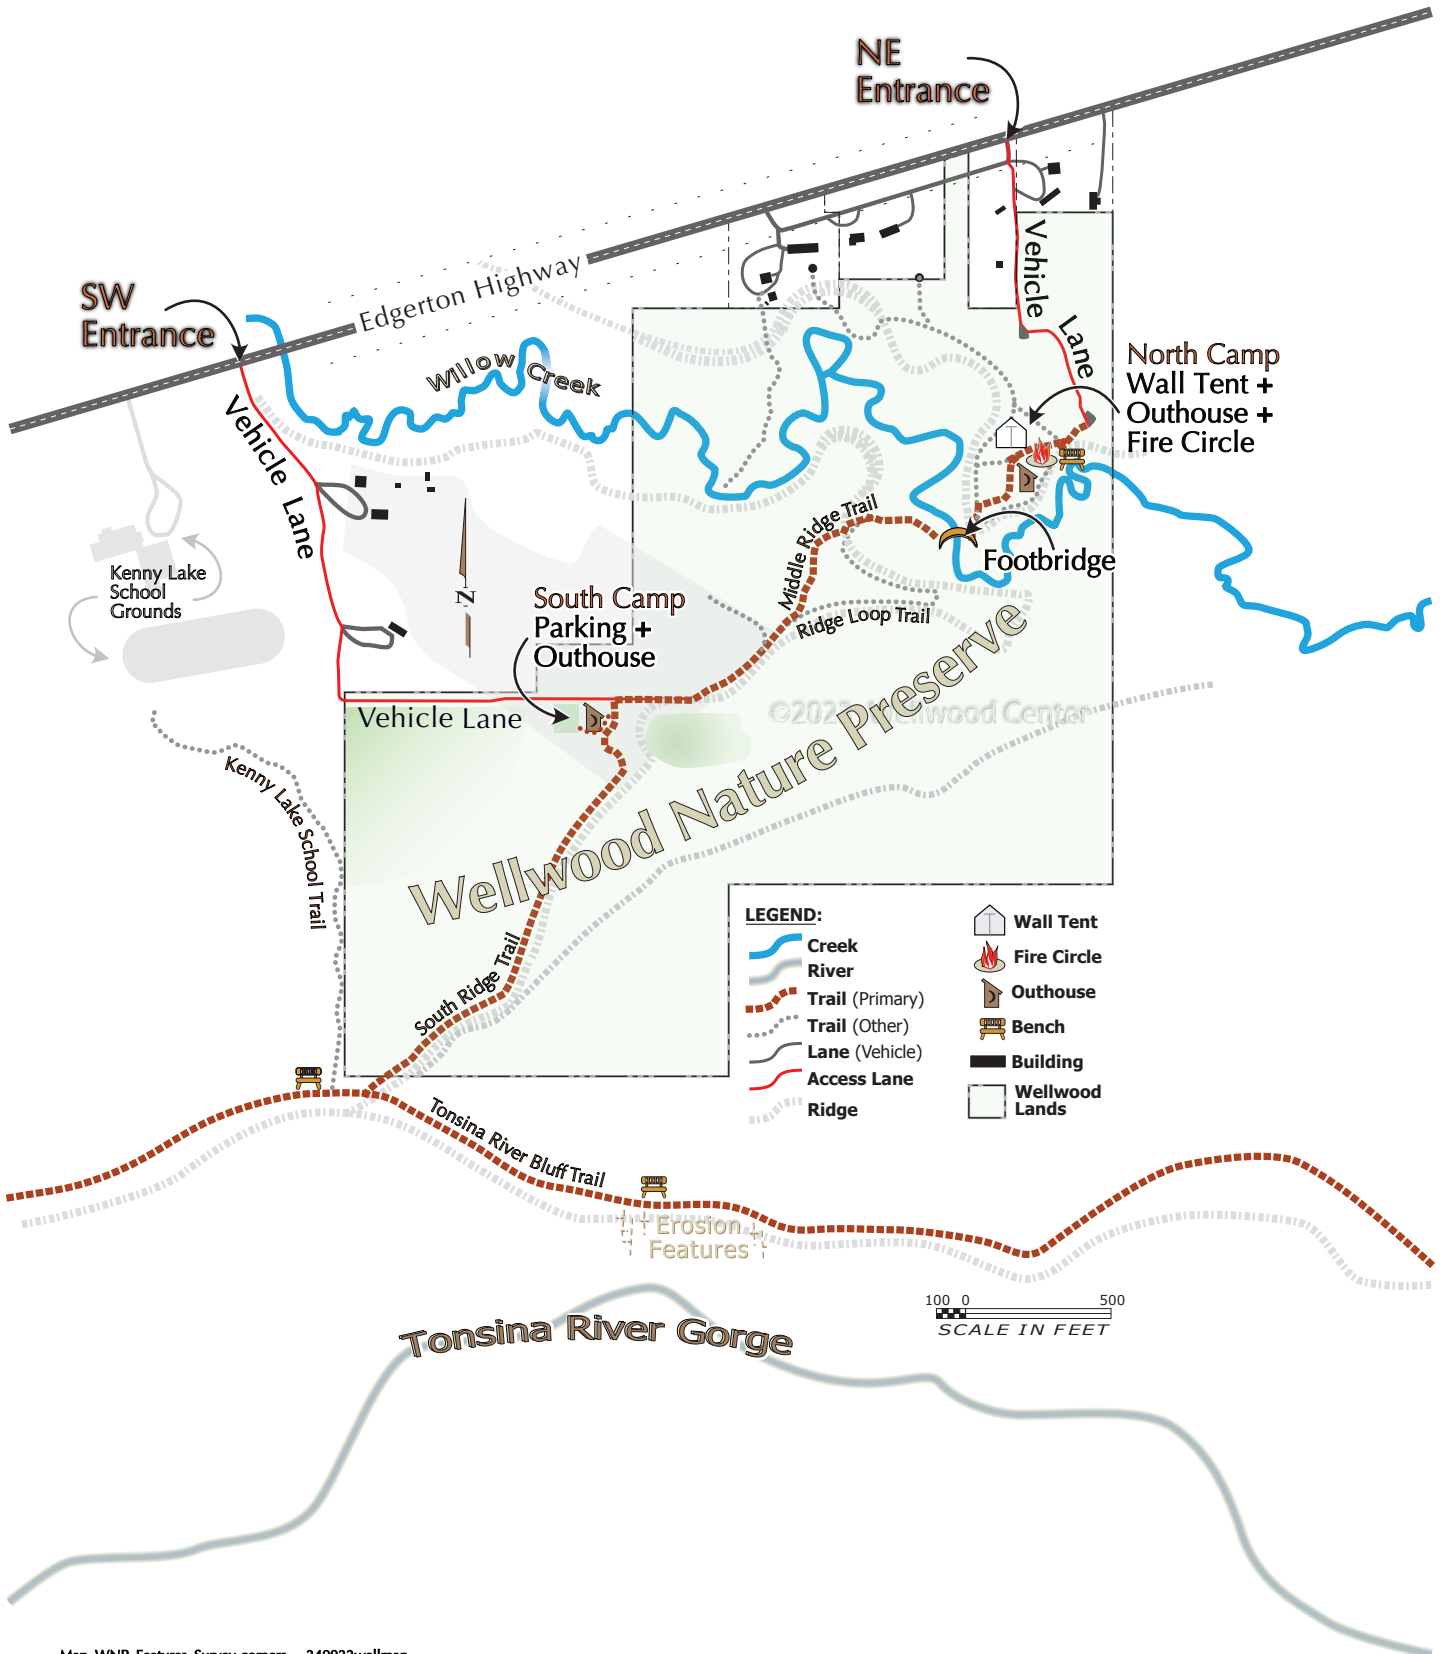 NE
Entrance
SW
Entrance
Edgerton Highway
Willow Creek
Vehicle
Lane
North Camp
Wall Tent +
Outhouse +
Fire Circle
Vehicle Lane
Footbridge
Middle Ridge Trail
Ridge Loop Trail
Kenny Lake
School
Grounds
N
South Camp
Parking +
Outhouse
Vehicle Lane
©2023 Wellwood Center
Wellwood Nature Preserve
Kenny Lake School Trail
South Ridge Trail
LEGEND:
Creek
River
Trail (Primary)
Trail (Other)
Lane (Vehicle)
Access Lane
Ridge
Wall Tent
Fire Circle
Outhouse
Bench
Building
Wellwood
Lands
Tonsina River Bluff Trail
Erosion
Features
100 0 500
SCALE IN FEET
Tonsina River Gorge